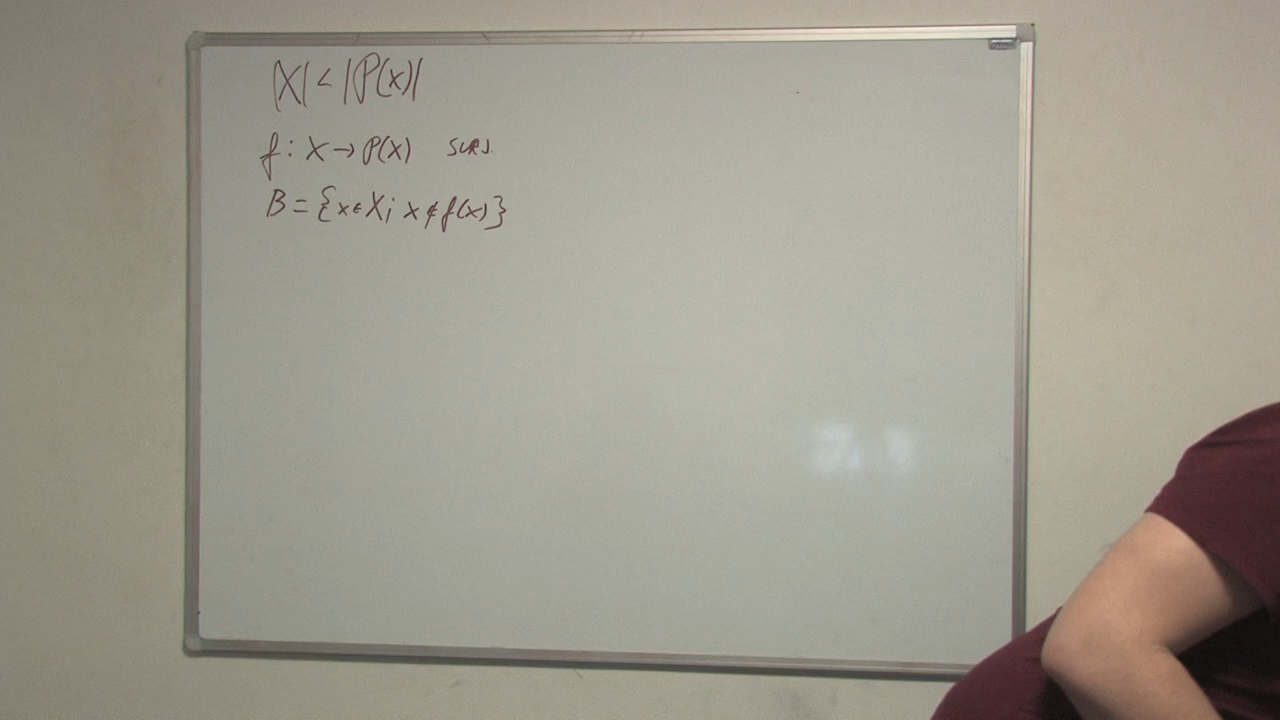 |X| < |P(X)|
f: X → P(X) SURJ.
B = {x ∈ X; x ∉ f(x)}